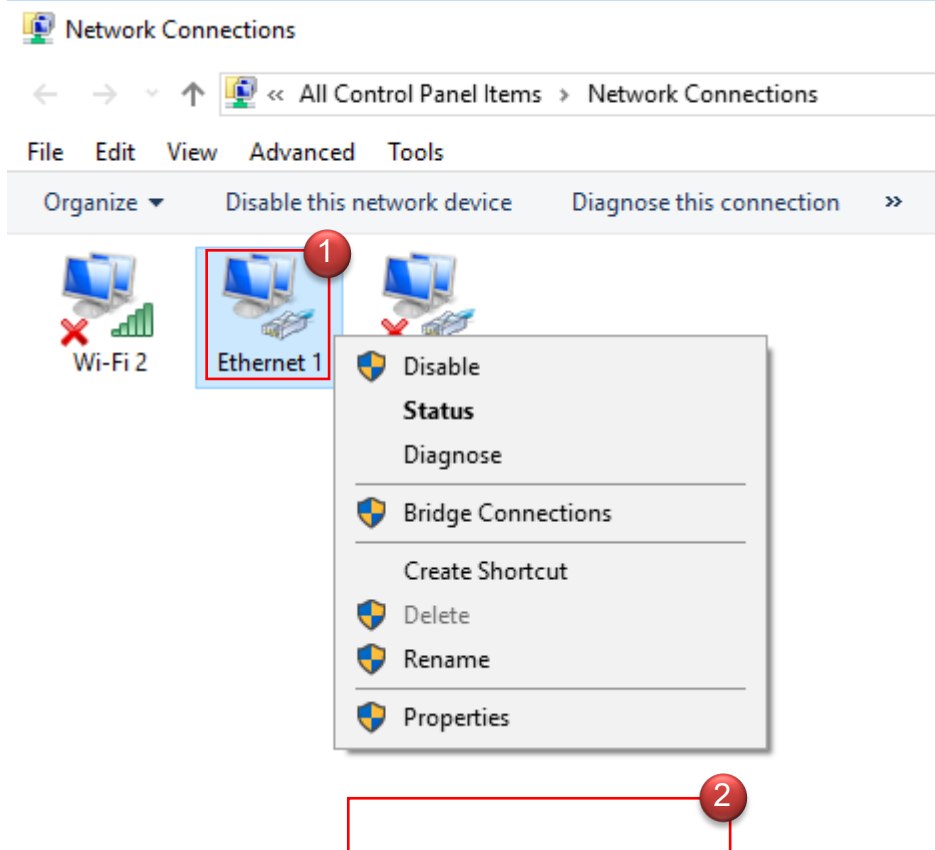 Network Connections
« All Control Panel Items > Network Connections
File Edit View Advanced Tools
Organize Disable this network device Diagnose this connection »
1
Wi-Fi 2 Ethernet 1
Disable
Status
Diagnose
Bridge Connections
Create Shortcut
Delete
Rename
Properties
2